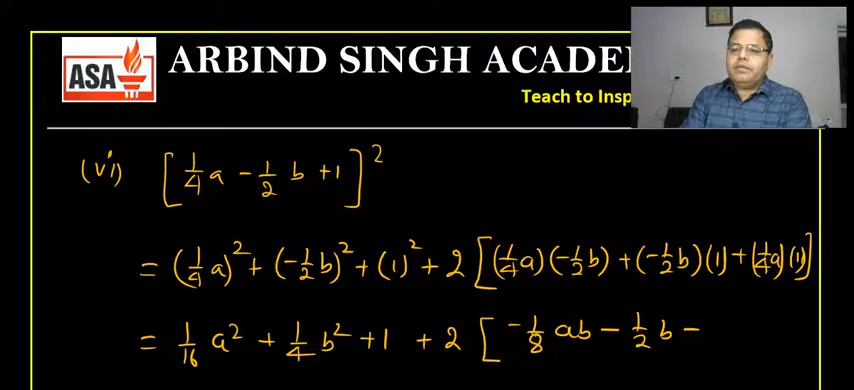 ASA
ARBIND SINGH ACADE
Teach to Insp
(vi) [1/4 a - 1/2 b + 1]²
= (1/4 a)² + (-1/2 b)² + (1)² + 2 [(1/4 a)(-1/2 b) + (-1/2 b)(1) + (1/4 a)(1)]
= 1/16 a² + 1/4 b² + 1 + 2 [ -1/8 ab - 1/2 b -